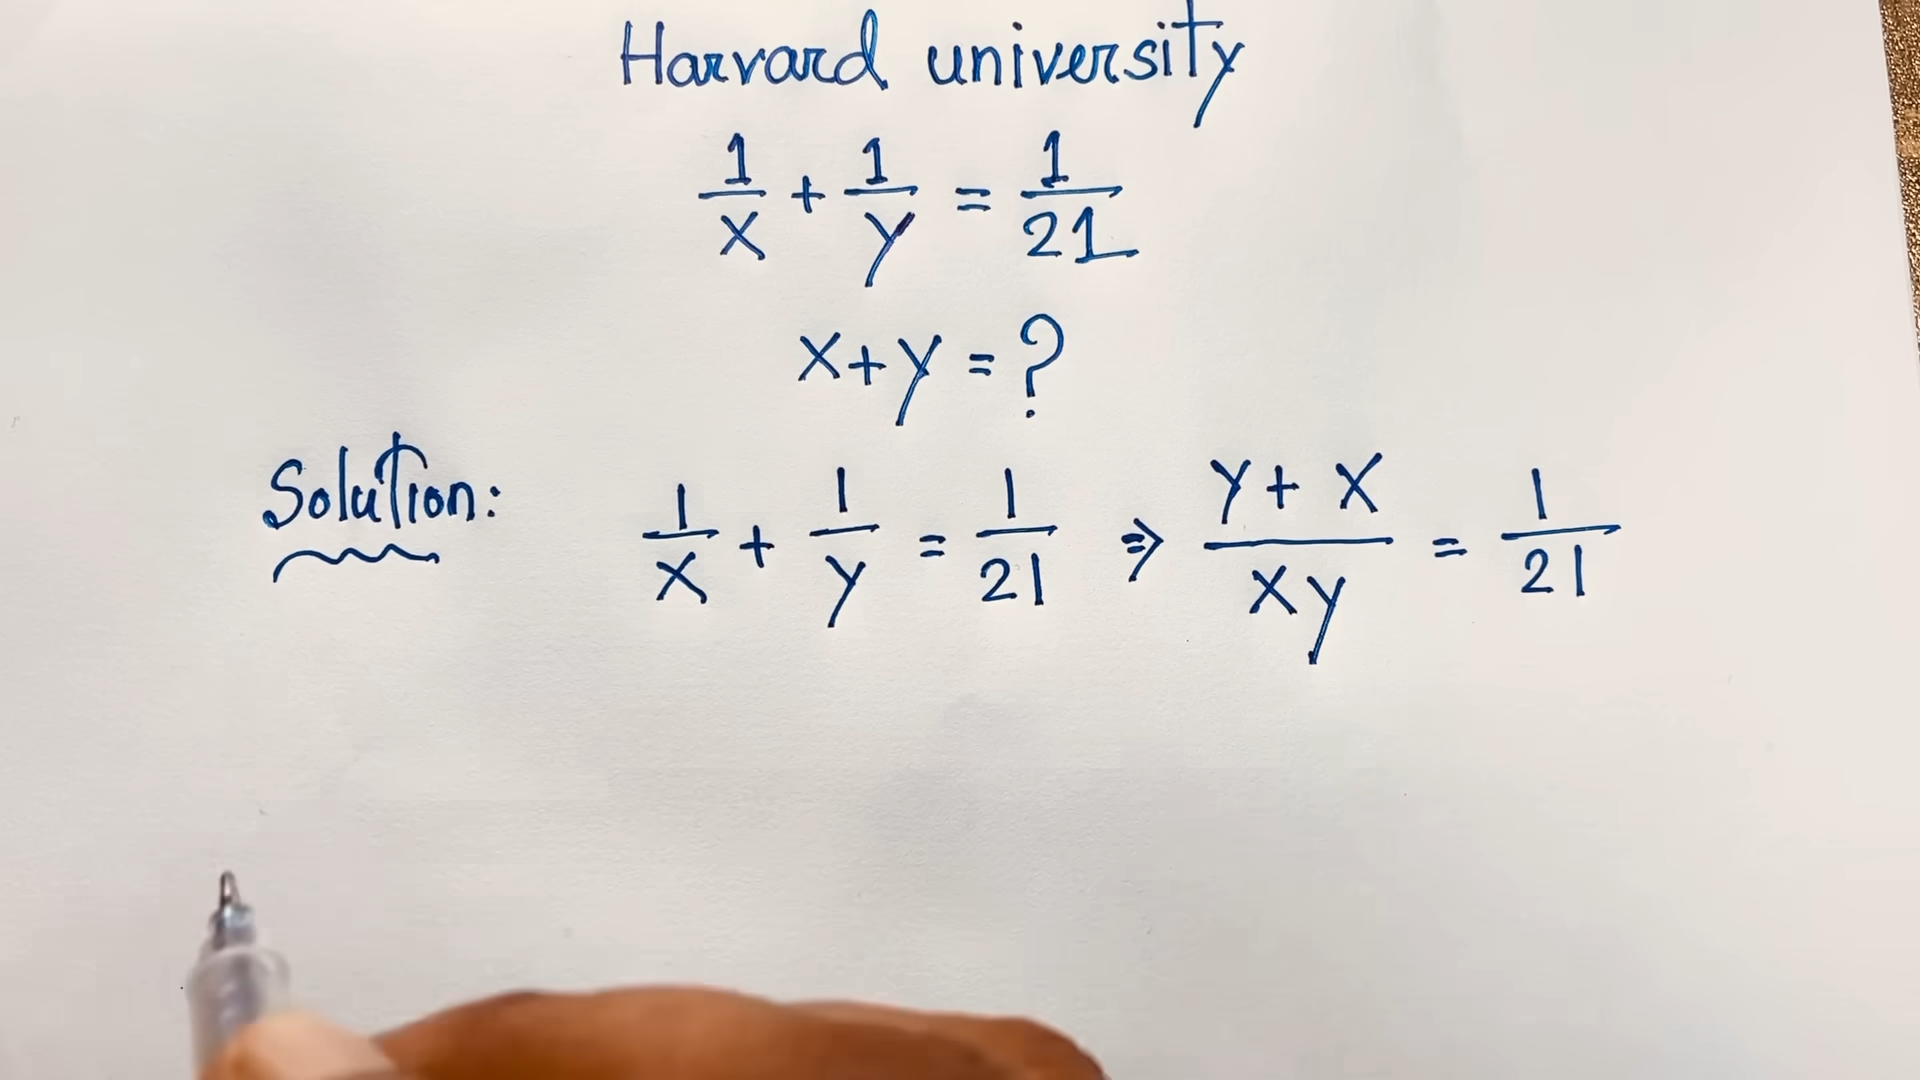 Harvard university
1/x + 1/y = 1/21
x+y = ?
Solution: 1/x + 1/y = 1/21 ⇒ y+x/xy = 1/21